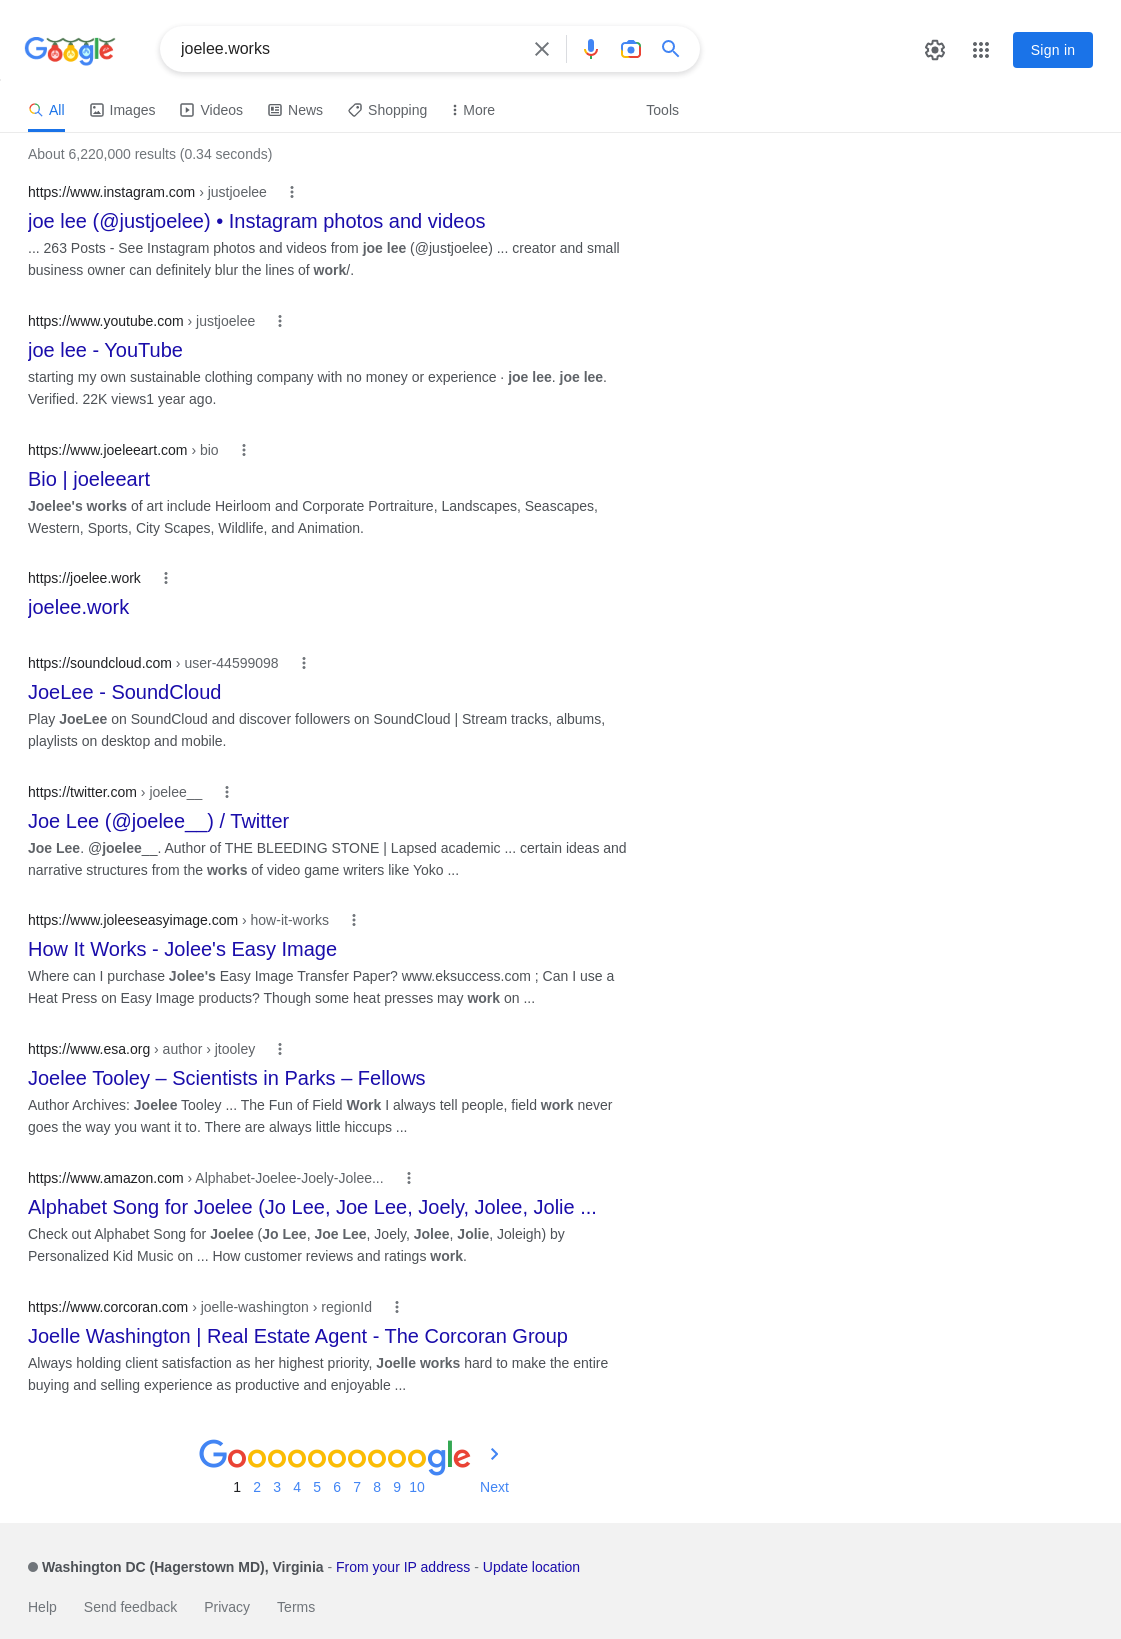 Google
joelee.works
Sign in
All Images Videos News Shopping More Tools
About 6,220,000 results (0.34 seconds)
https://www.instagram.com › justjoelee
joe lee (@justjoelee) • Instagram photos and videos
... 263 Posts - See Instagram photos and videos from joe lee (@justjoelee) ... creator and small
business owner can definitely blur the lines of work/.
https://www.youtube.com › justjoelee
joe lee - YouTube
starting my own sustainable clothing company with no money or experience · joe lee. joe lee.
Verified. 22K views1 year ago.
https://www.joeleeart.com › bio
Bio | joeleeart
Joelee's works of art include Heirloom and Corporate Portraiture, Landscapes, Seascapes,
Western, Sports, City Scapes, Wildlife, and Animation.
https://joelee.work
joelee.work
https://soundcloud.com › user-44599098
JoeLee - SoundCloud
Play JoeLee on SoundCloud and discover followers on SoundCloud | Stream tracks, albums,
playlists on desktop and mobile.
https://twitter.com › joelee__
Joe Lee (@joelee__) / Twitter
Joe Lee. @joelee__. Author of THE BLEEDING STONE | Lapsed academic ... certain ideas and
narrative structures from the works of video game writers like Yoko ...
https://www.joleeseasyimage.com › how-it-works
How It Works - Jolee's Easy Image
Where can I purchase Jolee's Easy Image Transfer Paper? www.eksuccess.com ; Can I use a
Heat Press on Easy Image products? Though some heat presses may work on ...
https://www.esa.org › author › jtooley
Joelee Tooley – Scientists in Parks – Fellows
Author Archives: Joelee Tooley ... The Fun of Field Work I always tell people, field work never
goes the way you want it to. There are always little hiccups ...
https://www.amazon.com › Alphabet-Joelee-Joely-Jolee...
Alphabet Song for Joelee (Jo Lee, Joe Lee, Joely, Jolee, Jolie ...
Check out Alphabet Song for Joelee (Jo Lee, Joe Lee, Joely, Jolee, Jolie, Joleigh) by
Personalized Kid Music on ... How customer reviews and ratings work.
https://www.corcoran.com › joelle-washington › regionId
Joelle Washington | Real Estate Agent - The Corcoran Group
Always holding client satisfaction as her highest priority, Joelle works hard to make the entire
buying and selling experience as productive and enjoyable ...
Goooooooooogle
1 2 3 4 5 6 7 8 9 10 Next
Washington DC (Hagerstown MD), Virginia - From your IP address - Update location
Help Send feedback Privacy Terms